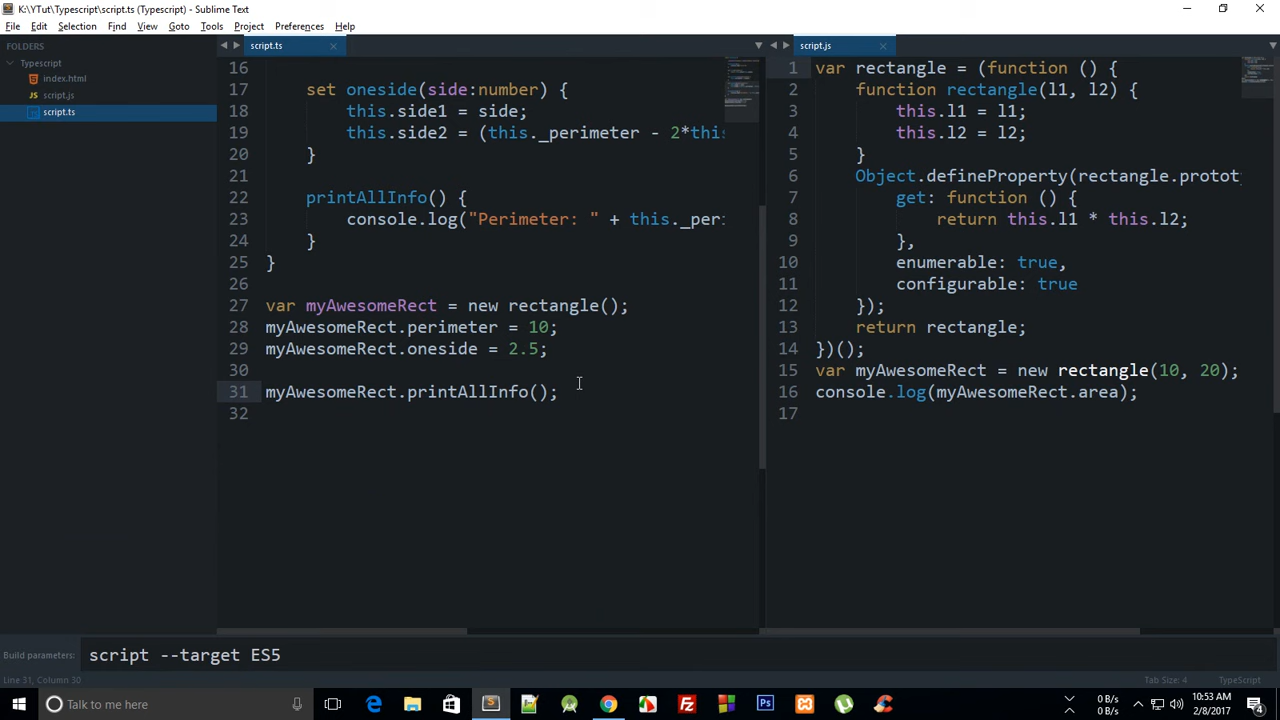 K:\YTut\Typescript\script.ts (Typescript) - Sublime Text
File Edit Selection Find View Goto Tools Project Preferences Help
FOLDERS
Typescript
index.html
script.js
script.ts
script.ts
16
17 set oneside(side:number) {
18 this.side1 = side;
19 this.side2 = (this._perimeter - 2*this
20 }
21
22 printAllInfo() {
23 console.log("Perimeter: " + this._per
24 }
25 }
26
27 var myAwesomeRect = new rectangle();
28 myAwesomeRect.perimeter = 10;
29 myAwesomeRect.oneside = 2.5;
30
31 myAwesomeRect.printAllInfo();
32
script.js
1 var rectangle = (function () {
2 function rectangle(l1, l2) {
3 this.l1 = l1;
4 this.l2 = l2;
5 }
6 Object.defineProperty(rectangle.protot
7 get: function () {
8 return this.l1 * this.l2;
9 },
10 enumerable: true,
11 configurable: true
12 });
13 return rectangle;
14 })();
15 var myAwesomeRect = new rectangle(10, 20);
16 console.log(myAwesomeRect.area);
17
Build parameters: script --target ES5
Line 31, Column 30
Tab Size: 4
TypeScript
Talk to me here
0 B/s
0 B/s
10:53 AM
2/8/2017
4